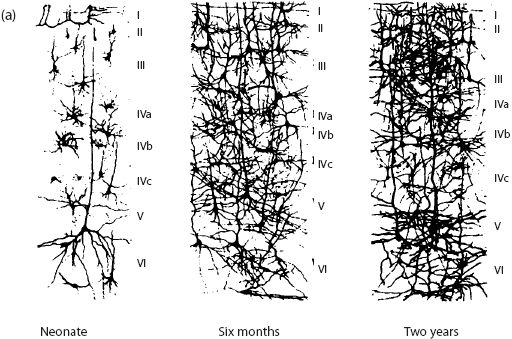 (a)
I
II
III
IVa
IVb
IVc
V
VI
I
II
III
IVa
IVb
IVc
V
VI
I
II
III
IVa
IVb
IVc
V
VI
Neonate
Six months
Two years